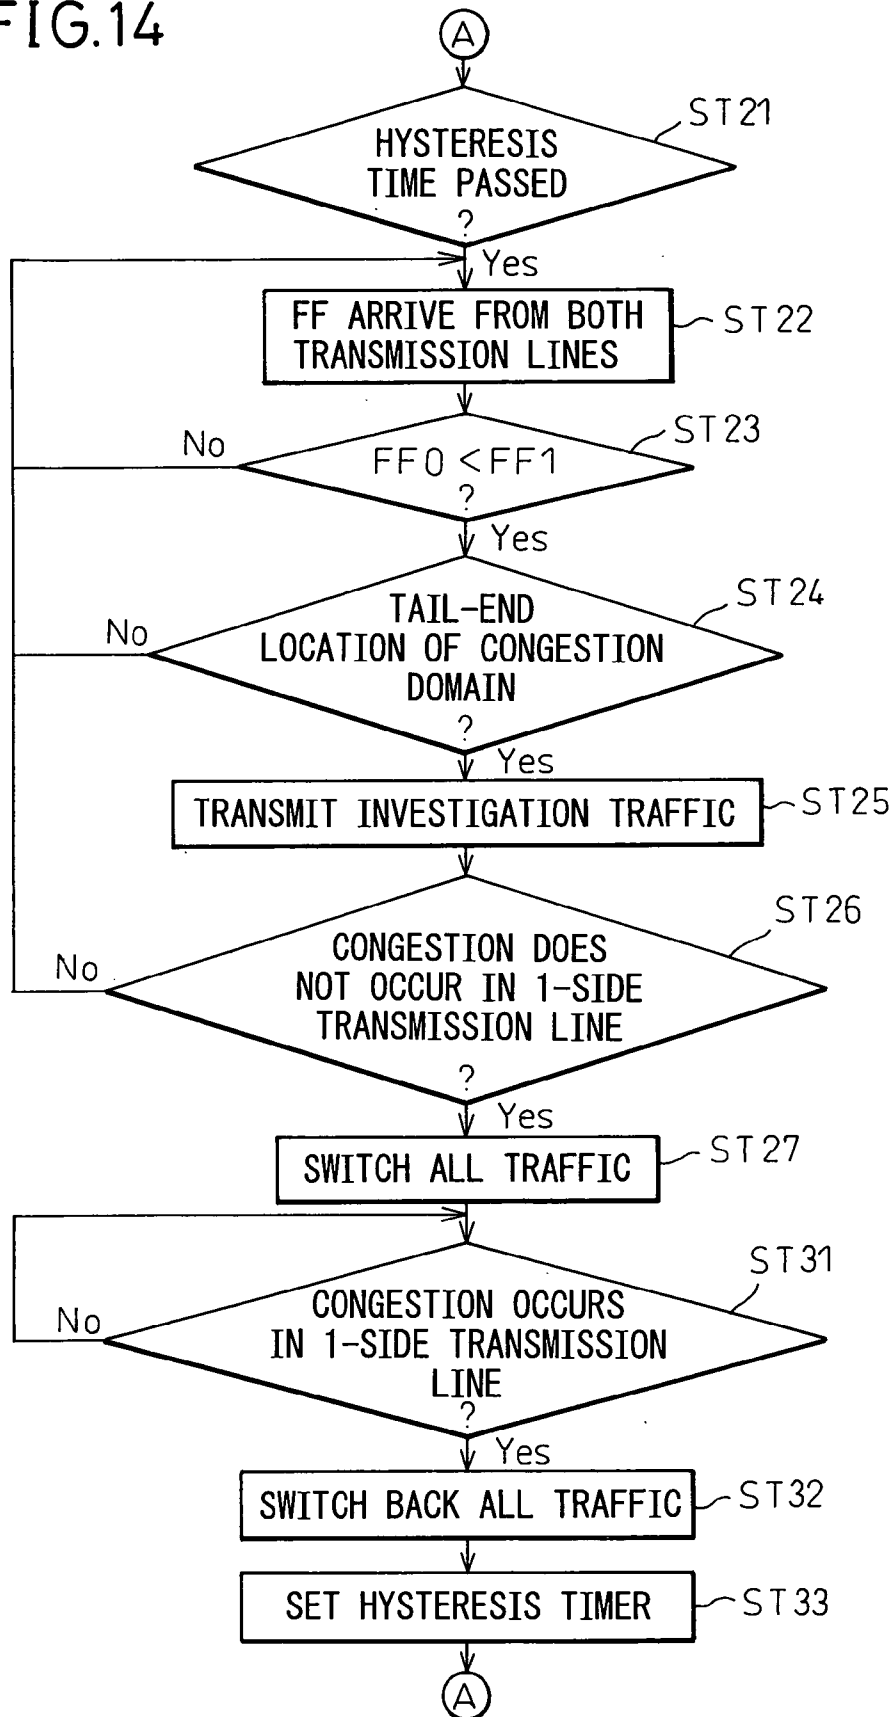 FIG.14
A
HYSTERESIS
TIME PASSED
?
ST21
Yes
FF ARRIVE FROM BOTH
TRANSMISSION LINES
ST22
No
FF0 < FF1
?
ST23
Yes
No
TAIL-END
LOCATION OF CONGESTION
DOMAIN
?
ST24
Yes
TRANSMIT INVESTIGATION TRAFFIC
ST25
No
CONGESTION DOES
NOT OCCUR IN 1-SIDE
TRANSMISSION LINE
?
ST26
Yes
SWITCH ALL TRAFFIC
ST27
No
CONGESTION OCCURS
IN 1-SIDE TRANSMISSION
LINE
?
ST31
Yes
SWITCH BACK ALL TRAFFIC
ST32
SET HYSTERESIS TIMER
ST33
A